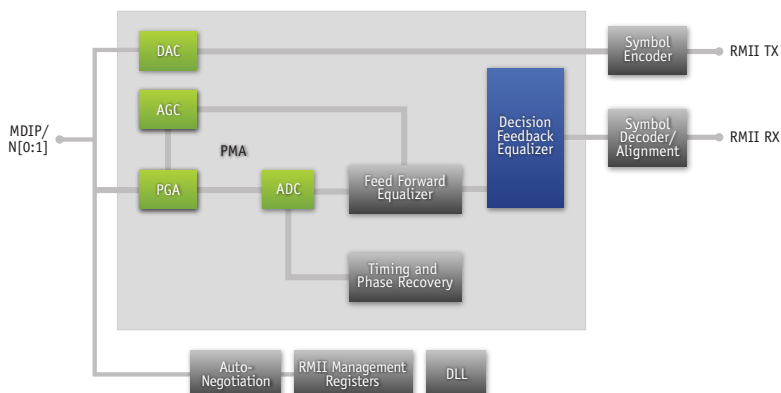 DAC
Symbol
Encoder
RMII TX
AGC
MDIP/
N[0:1]
PMA
Decision
Feedback
Equalizer
Symbol
Decoder/
Alignment
RMII RX
PGA
ADC
Feed Forward
Equalizer
Timing and
Phase Recovery
Auto-
Negotiation
RMII Management
Registers
DLL